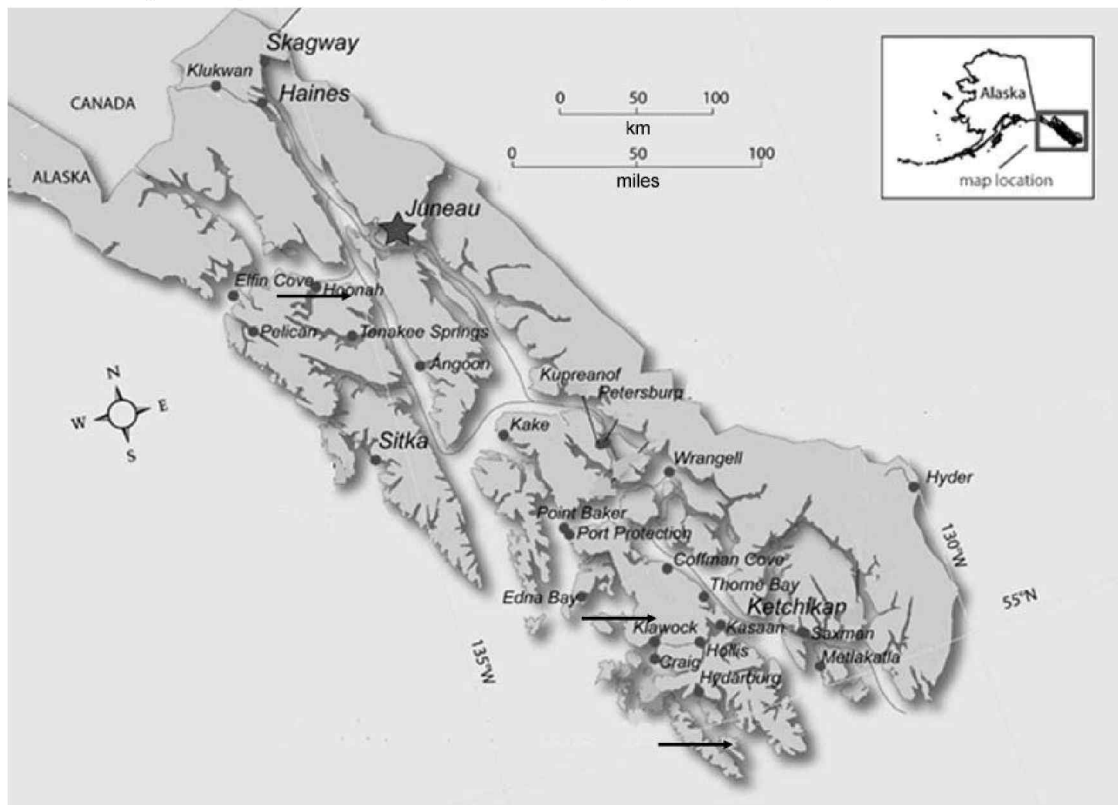 Skagway
Klukwan
Haines
CANADA
ALASKA
0 50 100
km
0 50 100
miles
Alaska
map location
Juneau
Elfin Cove
Hoonah
Pelican
Tenakee Springs
Angoon
N
W E
S
Kupreanof
Petersburg
Kake
Sitka
Wrangell
Hyder
Point Baker
Port Protection
130°W
Coffman Cove
Edna Bay
Thorne Bay
55°N
Ketchikap
Klawock
Kasaan
Saxman
135°W
Hollis
Craig
Metlakatla
Hydarburg